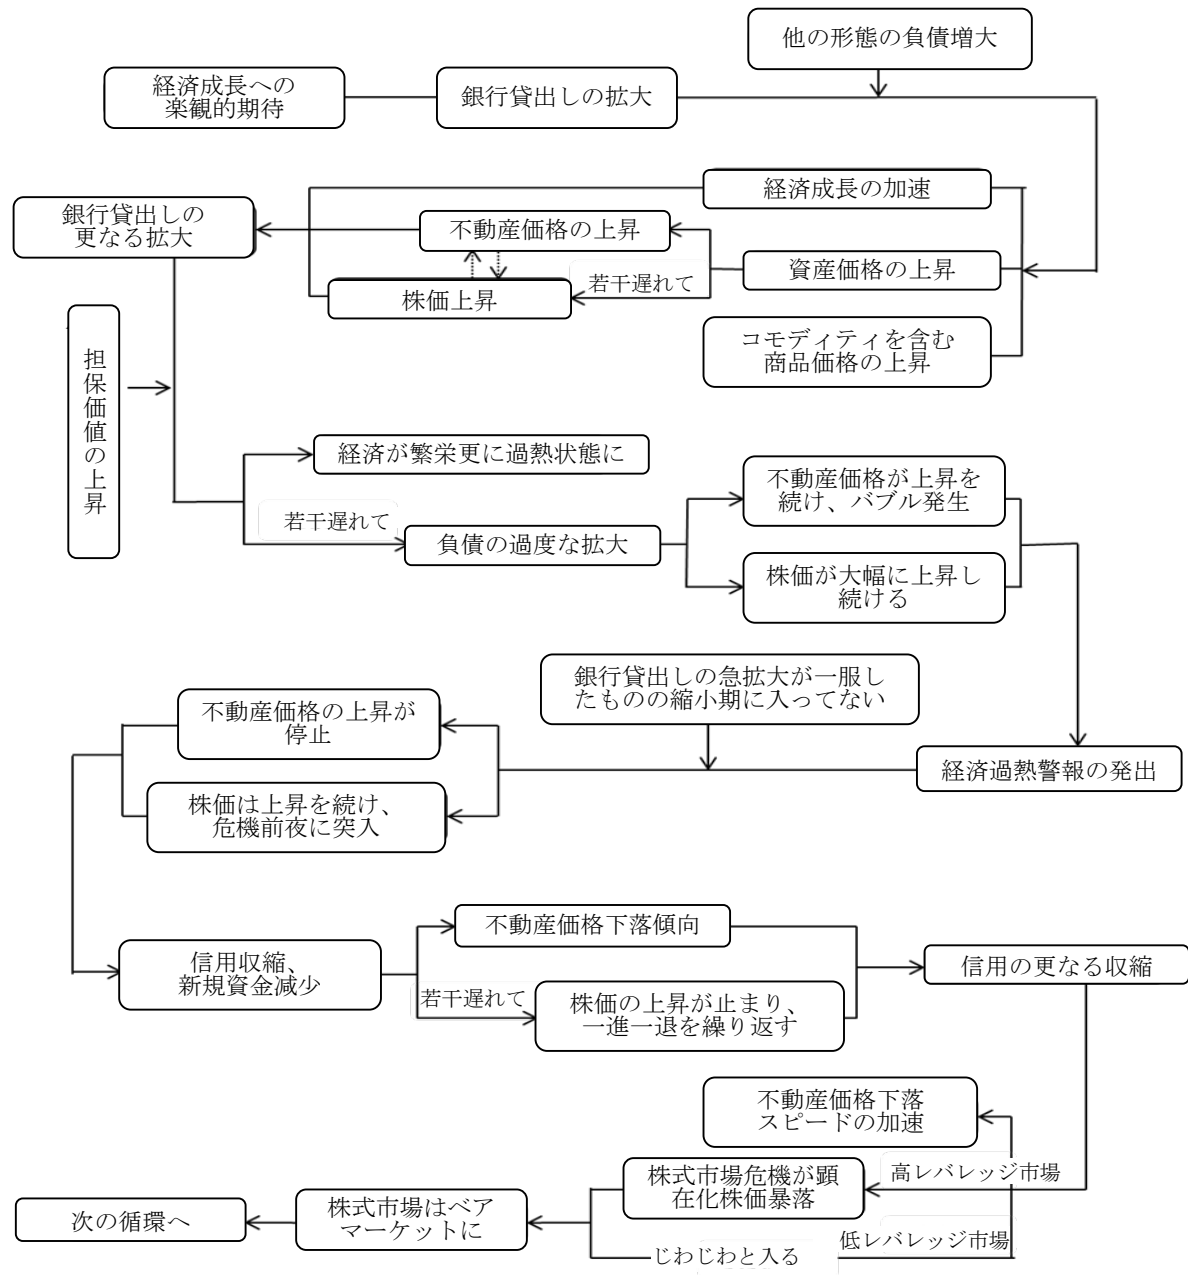 他の形態の負債増大
経済成長への
楽観的期待
銀行貸出しの拡大
経済成長の加速
銀行貸出しの
更なる拡大
不動産価格の上昇
資産価格の上昇
若干遅れて
株価上昇
コモディティを含む
商品価格の上昇
担保価値の上昇
経済が繁栄更に過熱状態に
不動産価格が上昇を
続け、バブル発生
若干遅れて
負債の過度な拡大
株価が大幅に上昇し
続ける
銀行貸出しの急拡大が一服し
たものの縮小期に入ってない
不動産価格の上昇が
停止
経済過熱警報の発出
株価は上昇を続け、
危機前夜に突入
不動産価格下落傾向
信用収縮、
新規資金減少
信用の更なる収縮
若干遅れて
株価の上昇が止まり、
一進一退を繰り返す
不動産価格下落
スピードの加速
高レバレッジ市場
株式市場危機が顕
在化株価暴落
株式市場はベア
マーケットに
次の循環へ
低レバレッジ市場
じわじわと入る